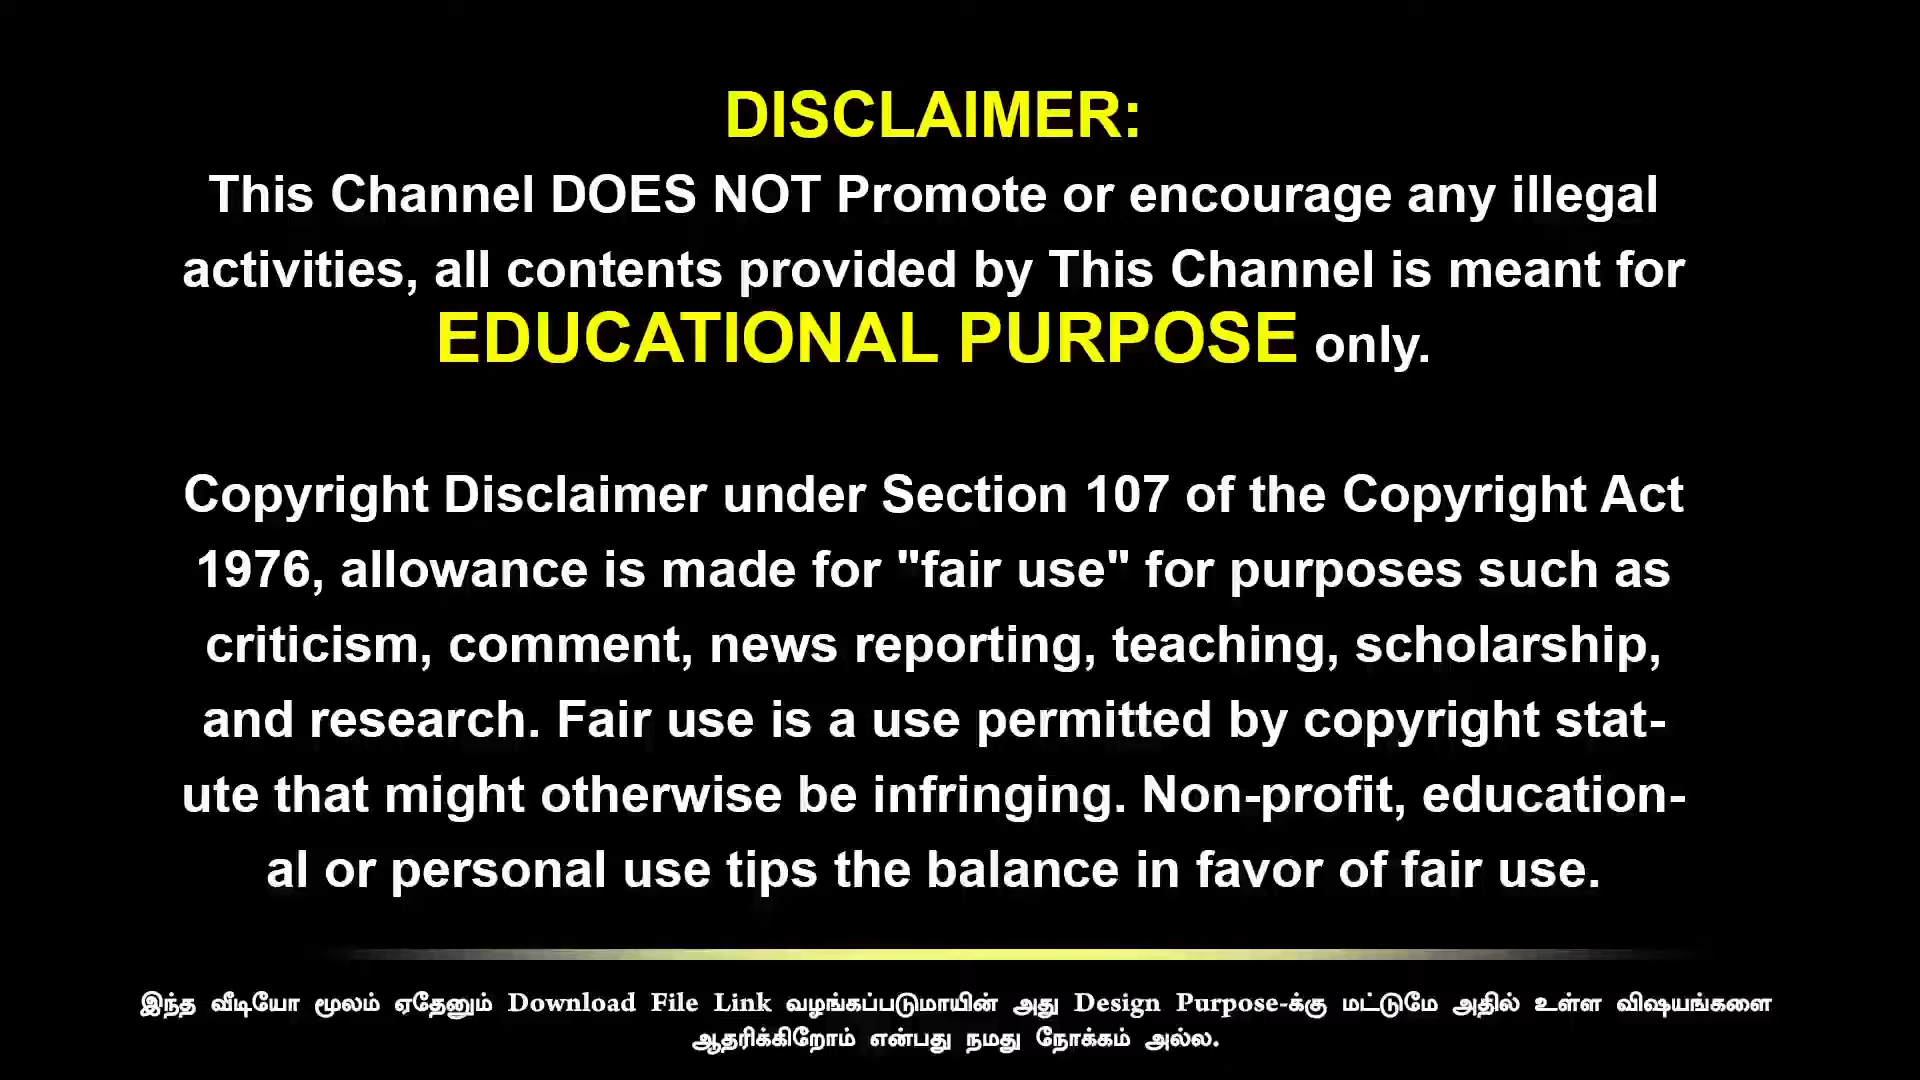 DISCLAIMER:
This Channel DOES NOT Promote or encourage any illegal
activities, all contents provided by This Channel is meant for
EDUCATIONAL PURPOSE only.
Copyright Disclaimer under Section 107 of the Copyright Act
1976, allowance is made for "fair use" for purposes such as
criticism, comment, news reporting, teaching, scholarship,
and research. Fair use is a use permitted by copyright stat-
ute that might otherwise be infringing. Non-profit, education-
al or personal use tips the balance in favor of fair use.
இந்த வீடியோ மூலம் ஏதேனும் Download File Link வழங்கப்படுமாயின் அது Design Purpose-க்கு மட்டுமே அதில் உள்ள விஷயங்களை
ஆதரிக்கிறோம் என்பது நமது நோக்கம் அல்ல.